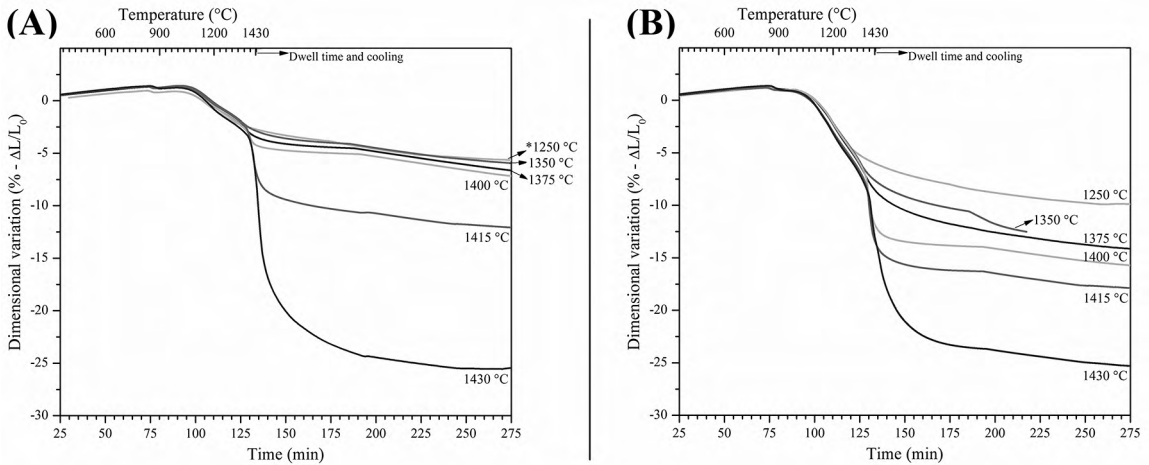 (A)
Temperature (°C)
600 900 1200 1430
Dwell time and cooling
Dimensional variation (% - ΔL/L0)
0
-5
-10
-15
-20
-25
-30
*1250 °C
1350 °C
1375 °C
1400 °C
1415 °C
1430 °C
25 50 75 100 125 150 175 200 225 250 275
Time (min)
(B)
Temperature (°C)
600 900 1200 1430
Dwell time and cooling
Dimensional variation (% - ΔL/L0)
0
-5
-10
-15
-20
-25
-30
1250 °C
1350 °C
1375 °C
1400 °C
1415 °C
1430 °C
25 50 75 100 125 150 175 200 225 250 275
Time (min)